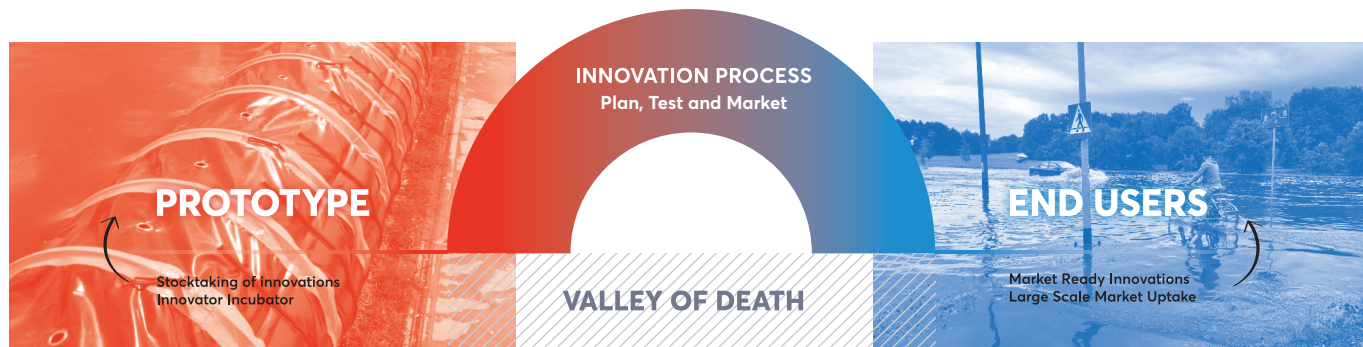 INNOVATION PROCESS
Plan, Test and Market
PROTOTYPE
Stocktaking of innovations
Innovator Incubator
VALLEY OF DEATH
END USERS
Market Ready Innovations
Large Scale Market Uptake